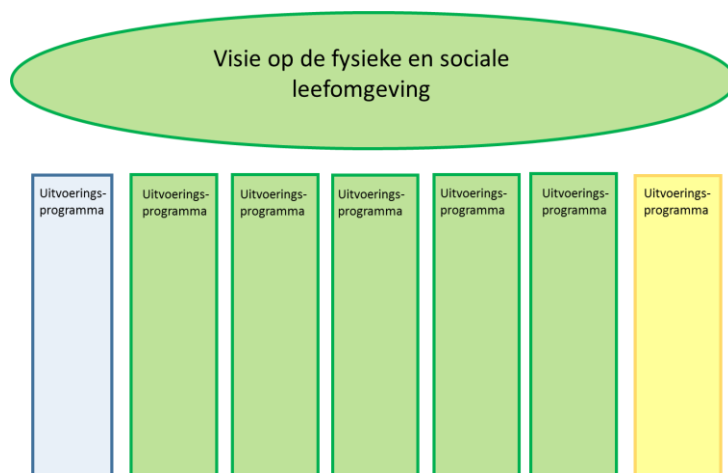 Visie op de fysieke en sociale
leefomgeving
Uitvoerings-
programma
Uitvoerings-
programma
Uitvoerings-
programma
Uitvoerings-
programma
Uitvoerings-
programma
Uitvoerings-
programma
Uitvoerings-
programma